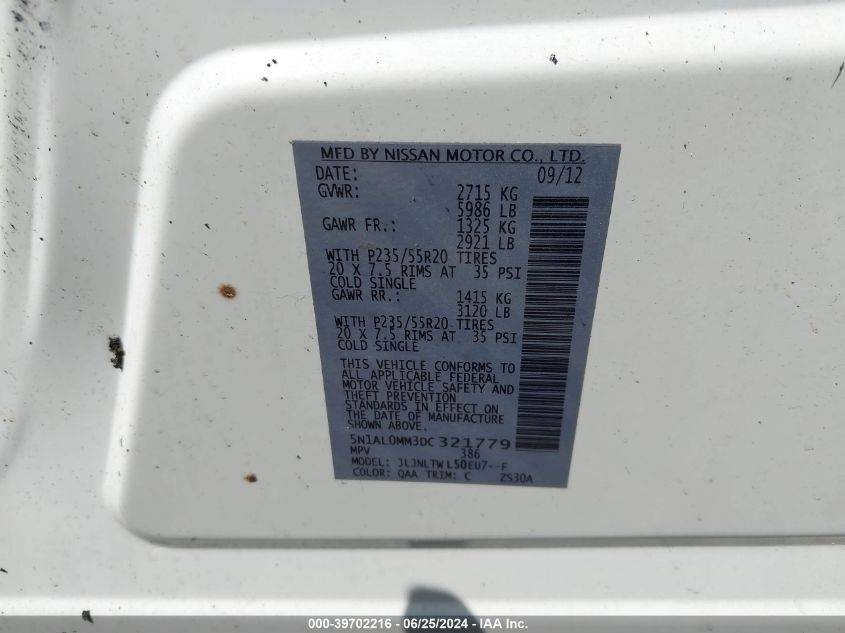 MFD BY NISSAN MOTOR CO., LTD.
DATE: 09/12
GVWR: 2715 KG
5986 LB
GAWR FR.: 1325 KG
2921 LB
WITH P235/55R20 TIRES
20 X 7.5 RIMS AT 35 PSI
COLD SINGLE
GAWR RR.: 1415 KG
3120 LB
WITH P235/55R20 TIRES
20 X 7.5 RIMS AT 35 PSI
COLD SINGLE
THIS VEHICLE CONFORMS TO
ALL APPLICABLE FEDERAL
MOTOR VEHICLE SAFETY AND
THEFT PREVENTION
STANDARDS IN EFFECT ON
THE DATE OF MANUFACTURE
SHOWN ABOVE.
5N1AL0MM3DC321779
MPV 386
MODEL: JLJNLTWL50EU7--F
COLOR: QAA TRIM: C ZS30A
000-39702216 - 06/25/2024 - IAA Inc.